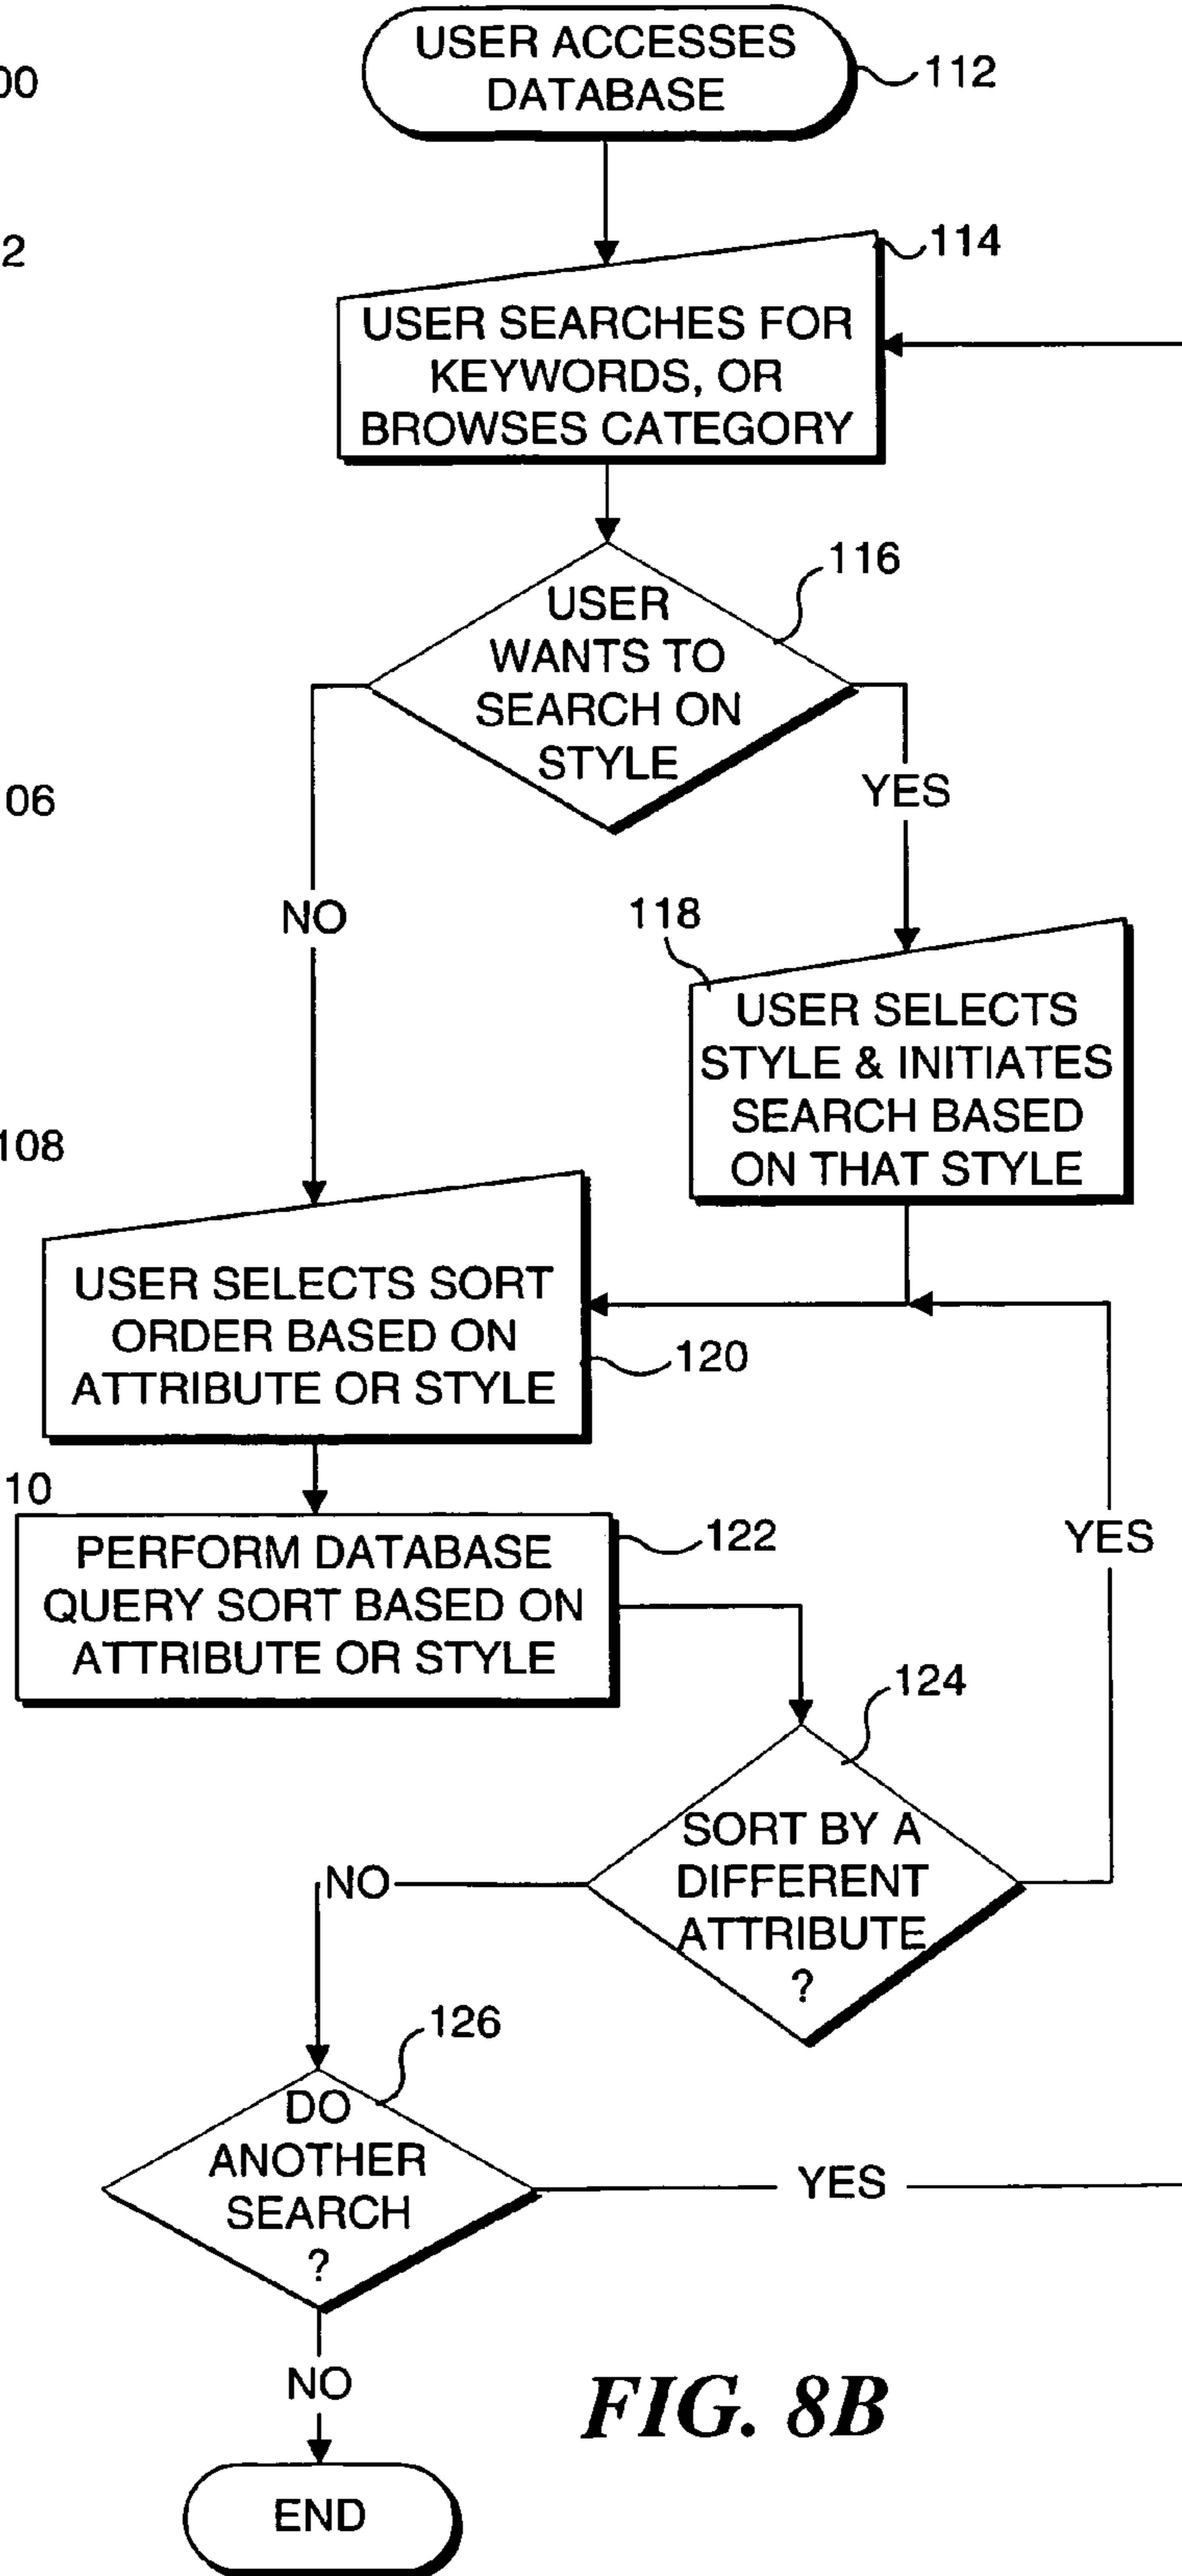 USER ACCESSES
DATABASE
112
00
114
2
USER SEARCHES FOR
KEYWORDS, OR
BROWSES CATEGORY
116
USER
WANTS TO
SEARCH ON
STYLE
YES
06
NO
118
USER SELECTS
STYLE & INITIATES
SEARCH BASED
ON THAT STYLE
108
USER SELECTS SORT
ORDER BASED ON
ATTRIBUTE OR STYLE
120
10
PERFORM DATABASE
QUERY SORT BASED ON
ATTRIBUTE OR STYLE
122
YES
124
SORT BY A
DIFFERENT
ATTRIBUTE
?
NO
126
DO
ANOTHER
SEARCH
?
YES
NO
FIG. 8B
END